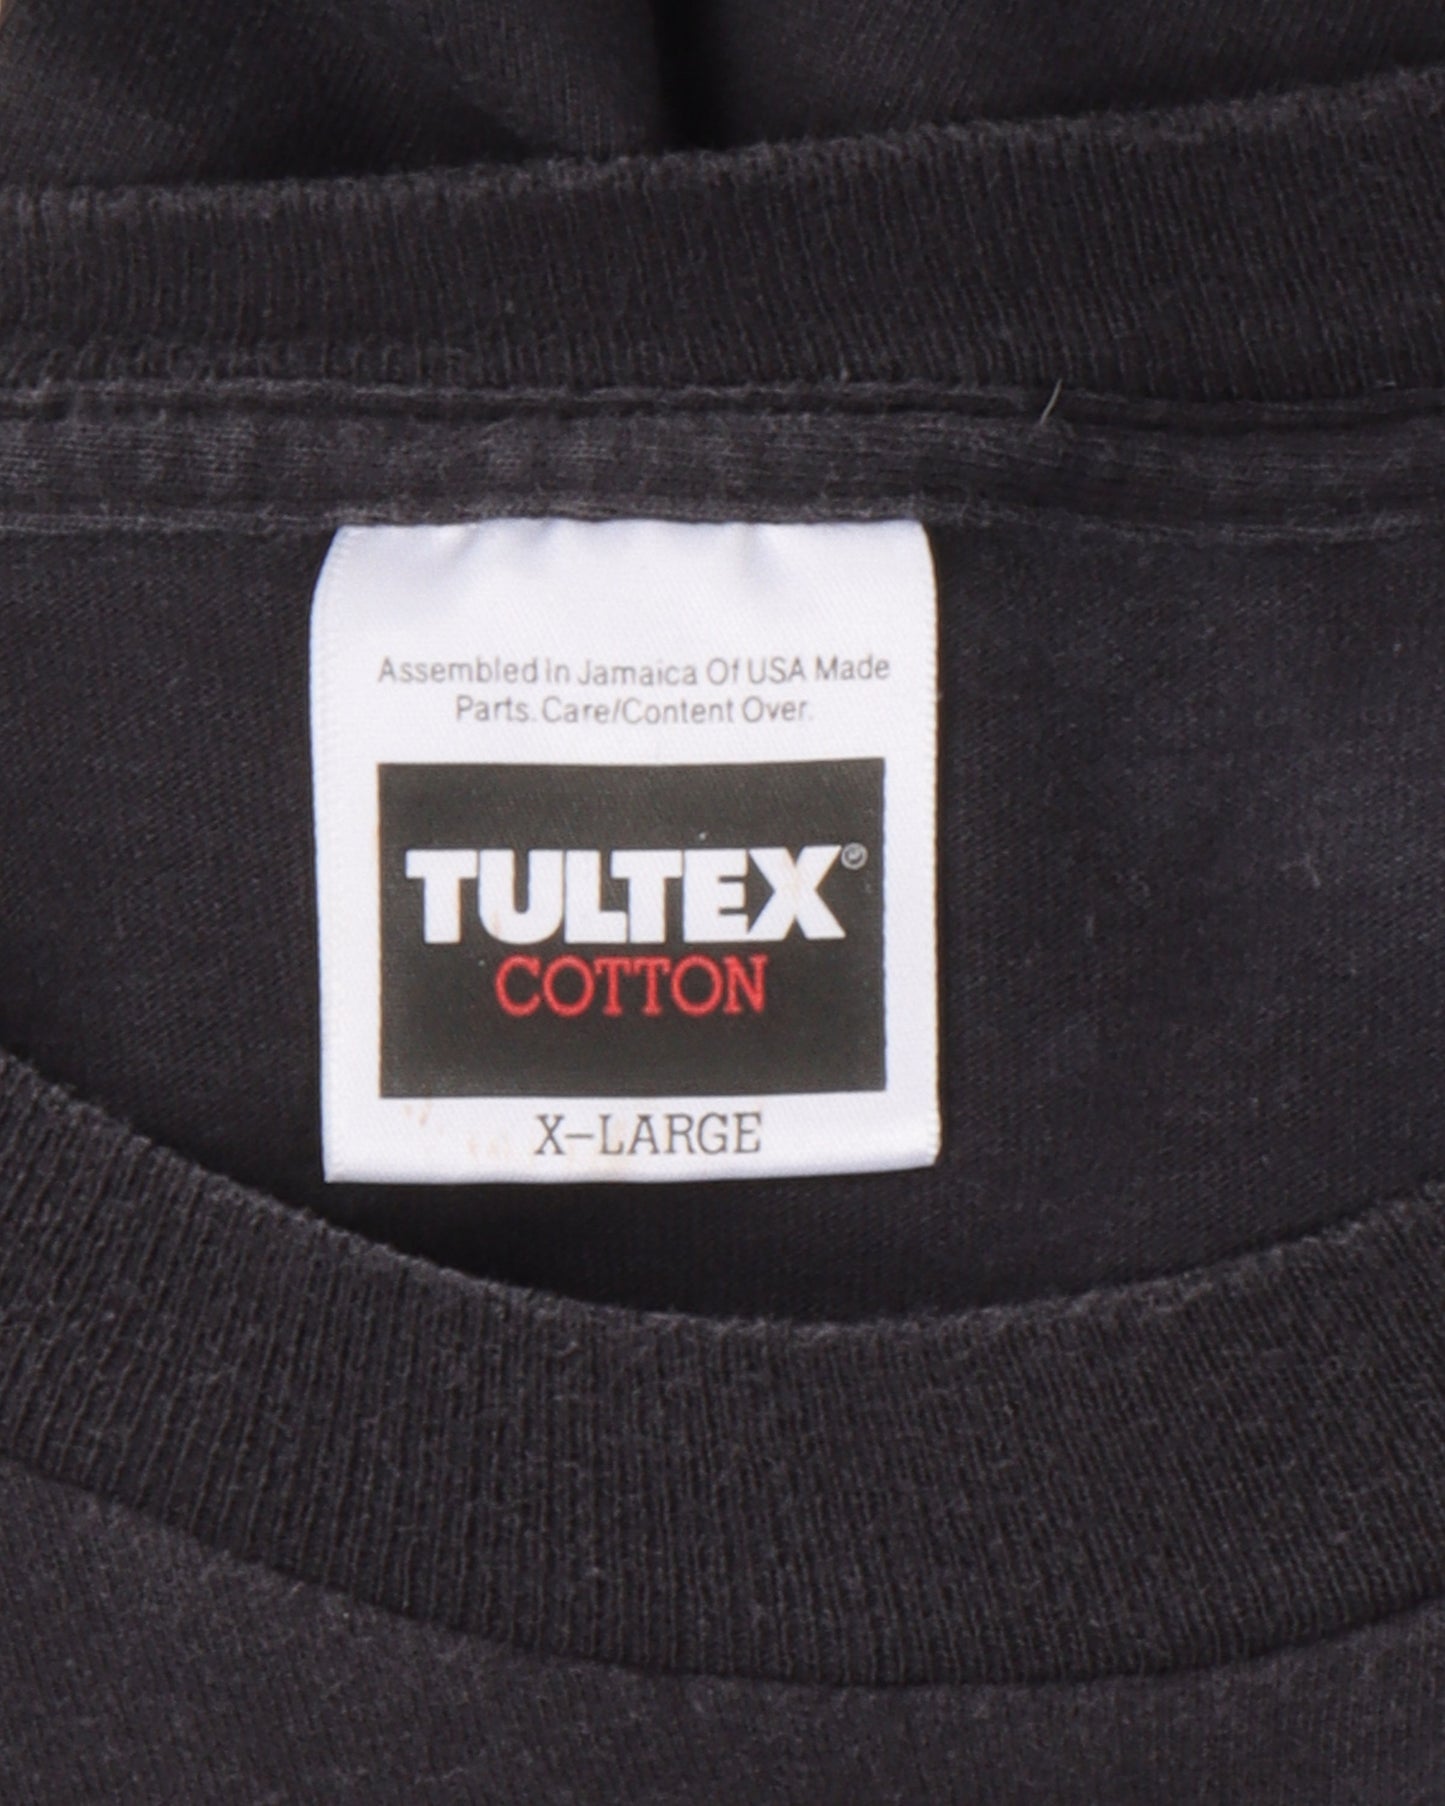 Assembled In Jamaica Of USA Made
Parts. Care/Content Over.
TULTEX®
COTTON
X-LARGE